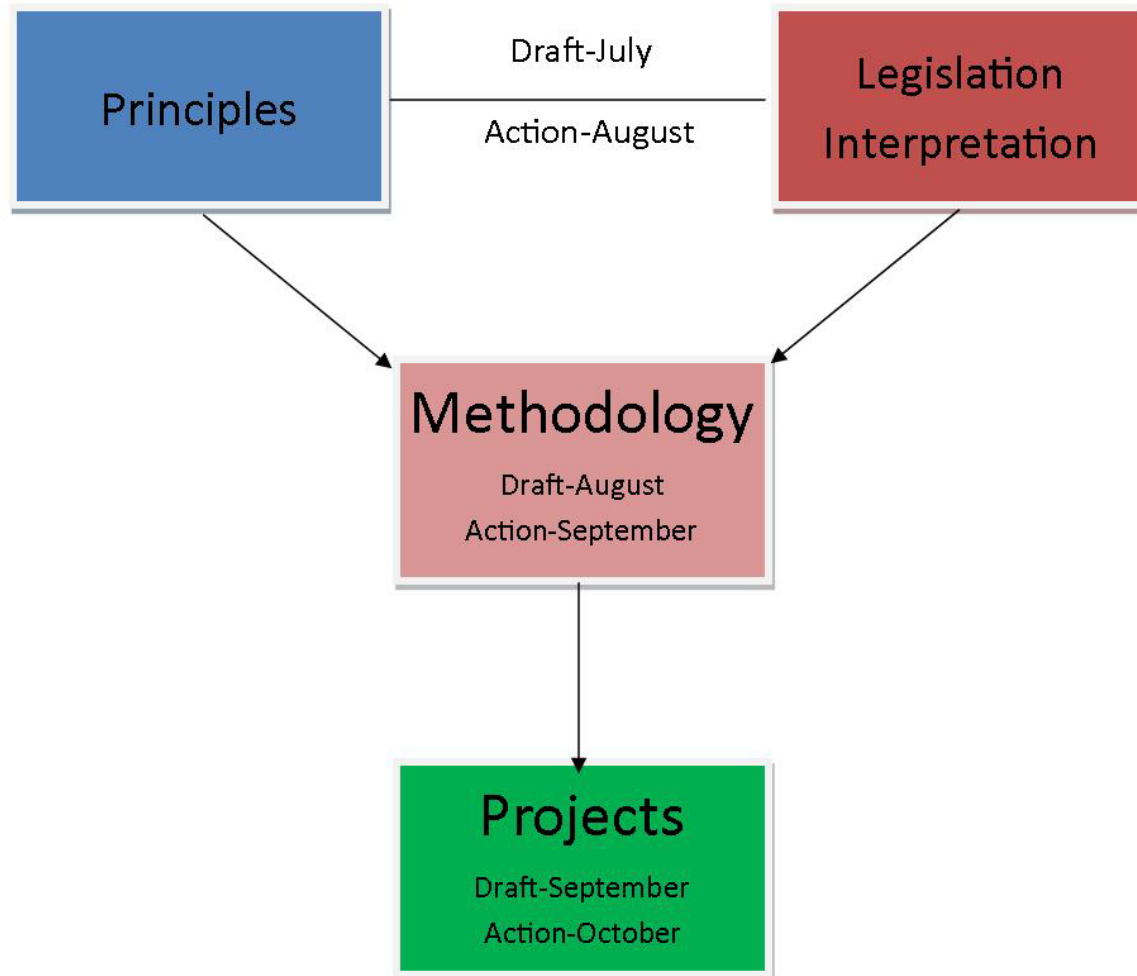 Principles
Draft-July
Action-August
Legislation
Interpretation
Methodology
Draft-August
Action-September
Projects
Draft-September
Action-October